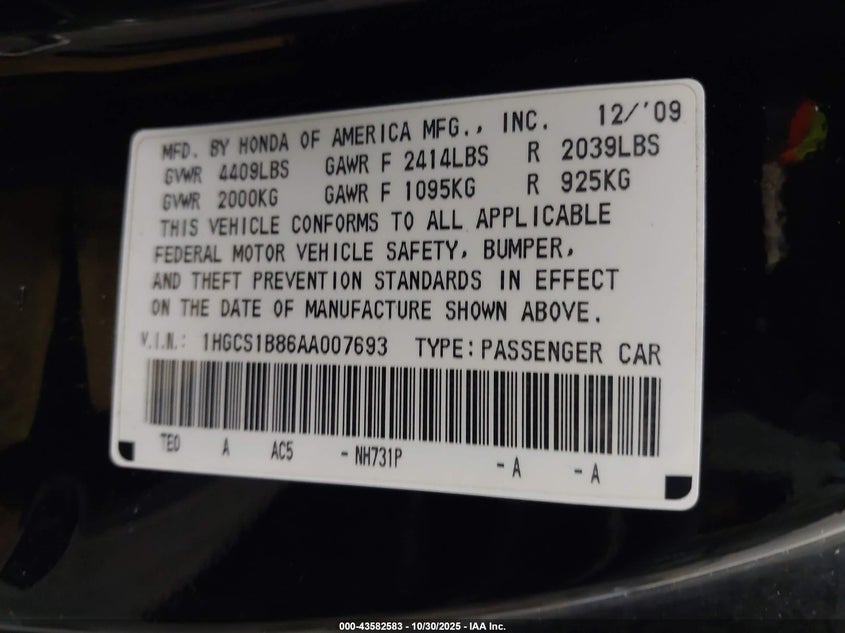 MFD. BY HONDA OF AMERICA MFG., INC. 12/'09
GVWR 4409LBS GAWR F 2414LBS R 2039LBS
GVWR 2000KG GAWR F 1095KG R 925KG
THIS VEHICLE CONFORMS TO ALL APPLICABLE
FEDERAL MOTOR VEHICLE SAFETY, BUMPER,
AND THEFT PREVENTION STANDARDS IN EFFECT
ON THE DATE OF MANUFACTURE SHOWN ABOVE.
V.I.N.: 1HGCS1B86AA007693 TYPE: PASSENGER CAR
TE0 A AC5 - NH731P - A - A
000-43582583 - 10/30/2025 - IAA Inc.